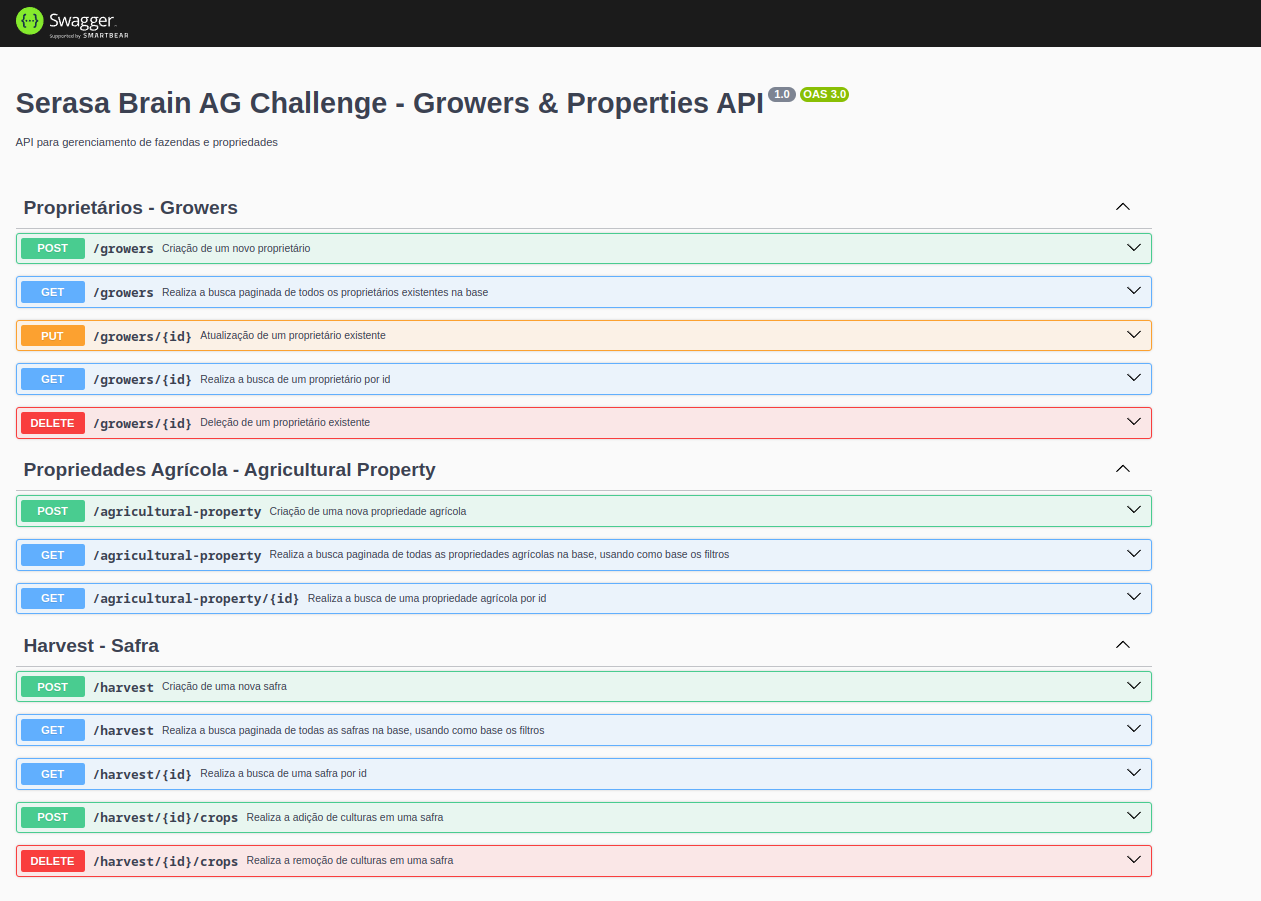 {···} Swagger
Supported by SMARTBEAR
Serasa Brain AG Challenge - Growers & Properties API 1.0 OAS 3.0
API para gerenciamento de fazendas e propriedades
Proprietários - Growers
POST /growers Criação de um novo proprietário
GET /growers Realiza a busca paginada de todos os proprietários existentes na base
PUT /growers/{id} Atualização de um proprietário existente
GET /growers/{id} Realiza a busca de um proprietário por id
DELETE /growers/{id} Deleção de um proprietário existente
Propriedades Agrícola - Agricultural Property
POST /agricultural-property Criação de uma nova propriedade agrícola
GET /agricultural-property Realiza a busca paginada de todas as propriedades agrícolas na base, usando como base os filtros
GET /agricultural-property/{id} Realiza a busca de uma propriedade agrícola por id
Harvest - Safra
POST /harvest Criação de uma nova safra
GET /harvest Realiza a busca paginada de todas as safras na base, usando como base os filtros
GET /harvest/{id} Realiza a busca de uma safra por id
POST /harvest/{id}/crops Realiza a adição de culturas em uma safra
DELETE /harvest/{id}/crops Realiza a remoção de culturas em uma safra